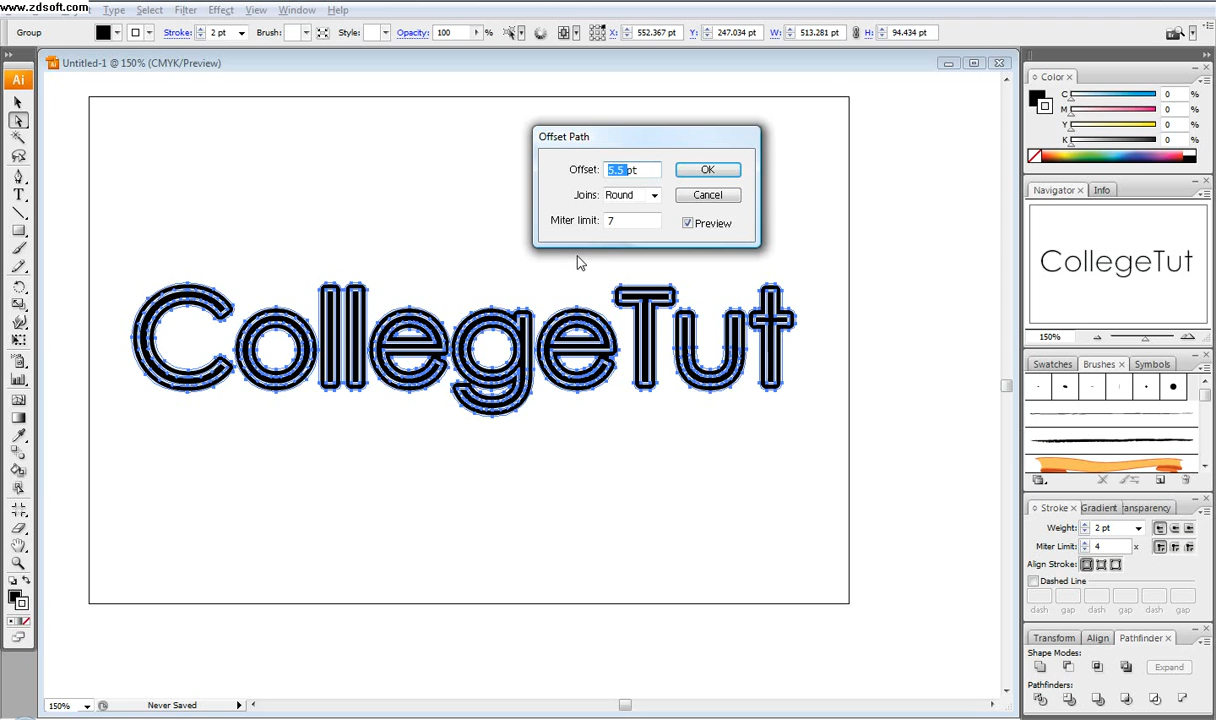 www.zdsoft.com
Type Select Filter Effect View Window Help
Group Stroke: 2 pt Brush: Style: Opacity: 100 % X: 552.367 pt Y: 247.034 pt W: 513.281 pt H: 94.434 pt
Ai Untitled-1 @ 150% (CMYK/Preview)
Ai
Color ×
C 0 %
M 0 %
Y 0 %
K 0 %
Offset Path
Offset: 5.5 pt OK
Joins: Round Cancel
Miter limit: 7 Preview
Navigator × Info
CollegeTut
150%
CollegeTut
Swatches Brushes × Symbols
Stroke × Gradient ansparency
Weight: 2 pt
Miter Limit: 4 x
Align Stroke:
Dashed Line
dash gap dash gap dash gap
Transform Align Pathfinder ×
Shape Modes:
Expand
Pathfinders:
150% Never Saved